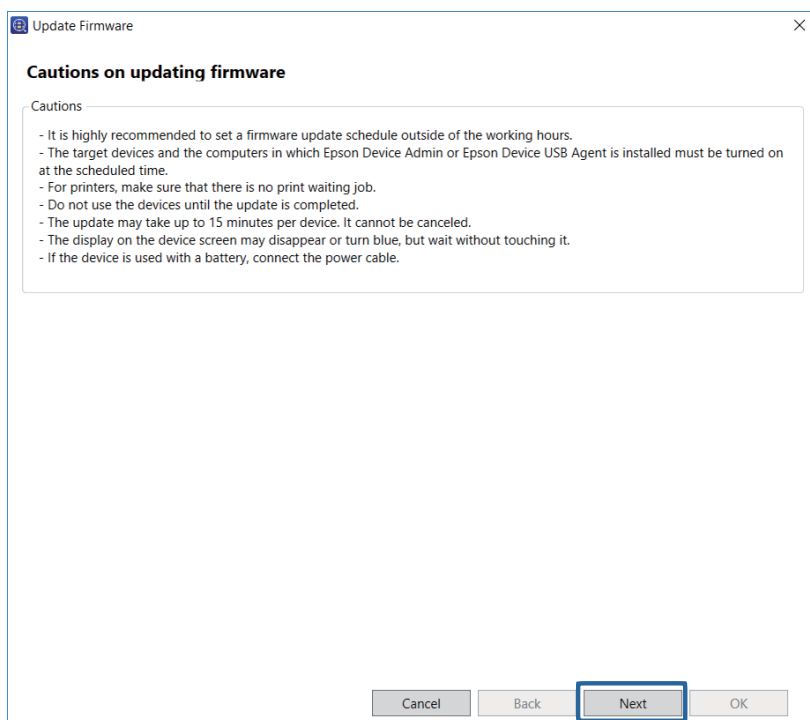 Update Firmware
Cautions on updating firmware
Cautions
- It is highly recommended to set a firmware update schedule outside of the working hours.
- The target devices and the computers in which Epson Device Admin or Epson Device USB Agent is installed must be turned on
at the scheduled time.
- For printers, make sure that there is no print waiting job.
- Do not use the devices until the update is completed.
- The update may take up to 15 minutes per device. It cannot be canceled.
- The display on the device screen may disappear or turn blue, but wait without touching it.
- If the device is used with a battery, connect the power cable.
Cancel Back Next OK